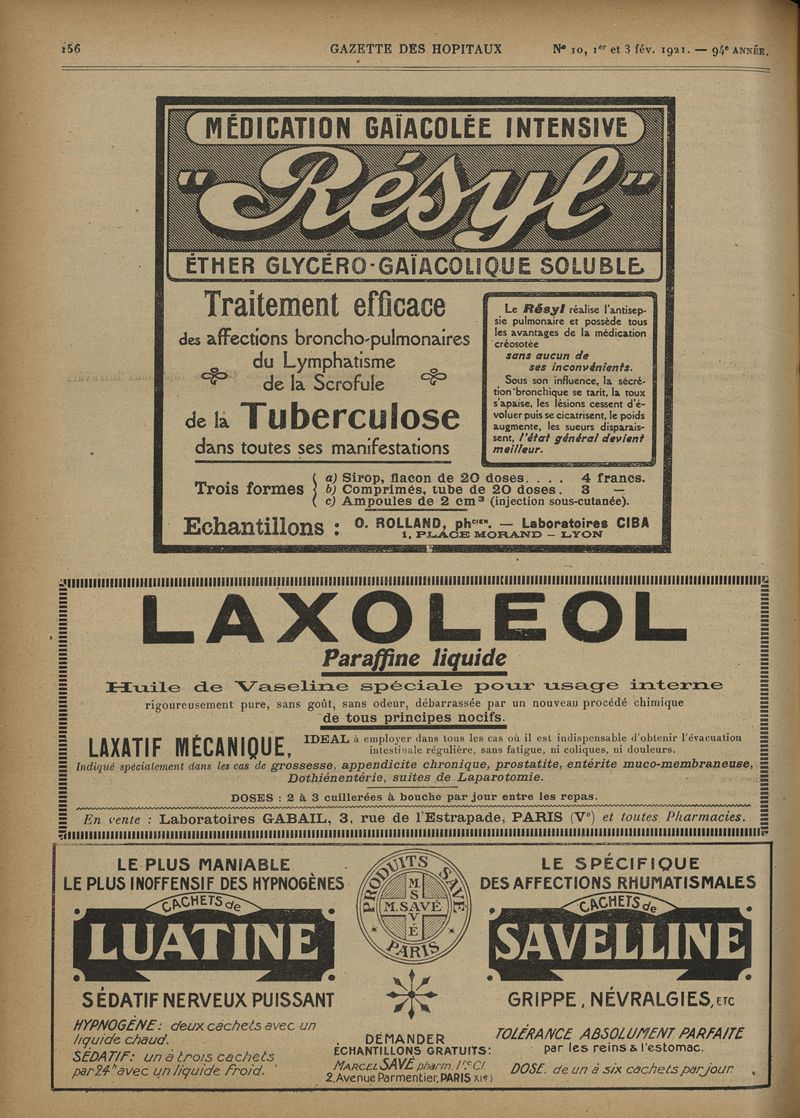 156
GAZETTE DES HOPITAUX
Nº 10, 1er et 3 fév. 1921. — 94e ANNÉE.
MÉDICATION GAÏACOLÉE INTENSIVE
"Résyl"
ÉTHER GLYCÉRO-GAÏACOLIQUE SOLUBLE
Traitement efficace
des affections broncho-pulmonaires
du Lymphatisme
de la Scrofule
de la Tuberculose
dans toutes ses manifestations
Le Résyl réalise l'antisep-
sie pulmonaire et possède tous
les avantages de la médication
créosotée
sans aucun de
ses inconvénients.
Sous son influence, la sécré-
tion bronchique se tarit, la toux
s'apaise, les lésions cessent d'é-
voluer puis se cicatrisent, le poids
augmente, les sueurs disparais-
sent, l'état général devient
meilleur.
Trois formes
a) Sirop, flacon de 20 doses. . . . 4 francs.
b) Comprimés, tube de 20 doses. 3 —
c) Ampoules de 2 cm³ (injection sous-cutanée).
Echantillons :
O. ROLLAND, phcien. — Laboratoires CIBA
1, PLACE MORAND — LYON
LAXOLEOL
Paraffine liquide
Huile de Vaseline spéciale pour usage interne
rigoureusement pure, sans goût, sans odeur, débarrassée par un nouveau procédé chimique
de tous principes nocifs.
LAXATIF MÉCANIQUE,
IDEAL à employer dans tous les cas où il est indispensable d'obtenir l'évacuation
intestinale régulière, sans fatigue, ni coliques, ni douleurs.
Indiqué spécialement dans les cas de grossesse, appendicite chronique, prostatite, entérite muco-membraneuse,
Dothiénentérie, suites de Laparotomie.
DOSES : 2 à 3 cuillerées à bouche par jour entre les repas.
En vente : Laboratoires GABAIL, 3, rue de l'Estrapade, PARIS (Ve) et toutes Pharmacies.
LE PLUS MANIABLE
LE PLUS INOFFENSIF DES HYPNOGÈNES
CACHETS de
LUATINE
SÉDATIF NERVEUX PUISSANT
HYPNOGÈNE: deux cachets avec un
liquide chaud.
SÉDATIF: un à trois cachets
par 24h avec un liquide froid.
PRODUITS SAVÉ
M.
S
M. SAVÉ
V
É
PARIS
DEMANDER
ÉCHANTILLONS GRATUITS:
MARCEL SAVÉ pharm. 1re Cl.
2, Avenue Parmentier, PARIS XIe)
LE SPÉCIFIQUE
DES AFFECTIONS RHUMATISMALES
CACHETS de
SAVELLINE
GRIPPE, NÉVRALGIES, ETC
TOLÉRANCE ABSOLUMENT PARFAITE
par les reins & l'estomac.
DOSE. de un à six cachets par jour.